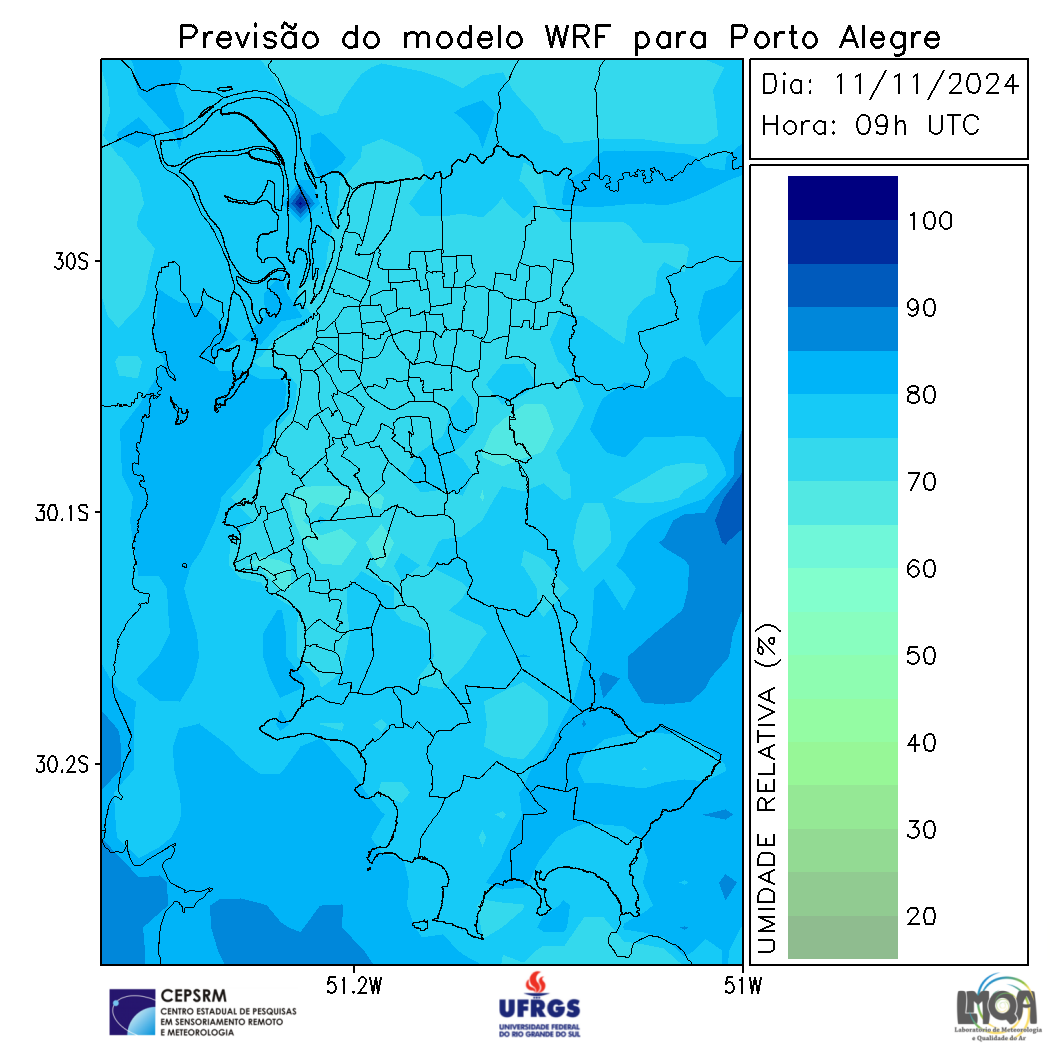 Previsão do modelo WRF para Porto Alegre
Dia: 11/11/2024
Hora: 09h UTC
100
90
80
70
60
50
40
30
20
UMIDADE RELATIVA (%)
30S
30.1S
30.2S
51.2W
51W
CEPSRM
CENTRO ESTADUAL DE PESQUISAS
EM SENSORIAMENTO REMOTO
E METEOROLOGIA
UFRGS
UNIVERSIDADE FEDERAL
DO RIO GRANDE DO SUL
LMQA
Laboratório de Meteorologia
e Qualidade do Ar